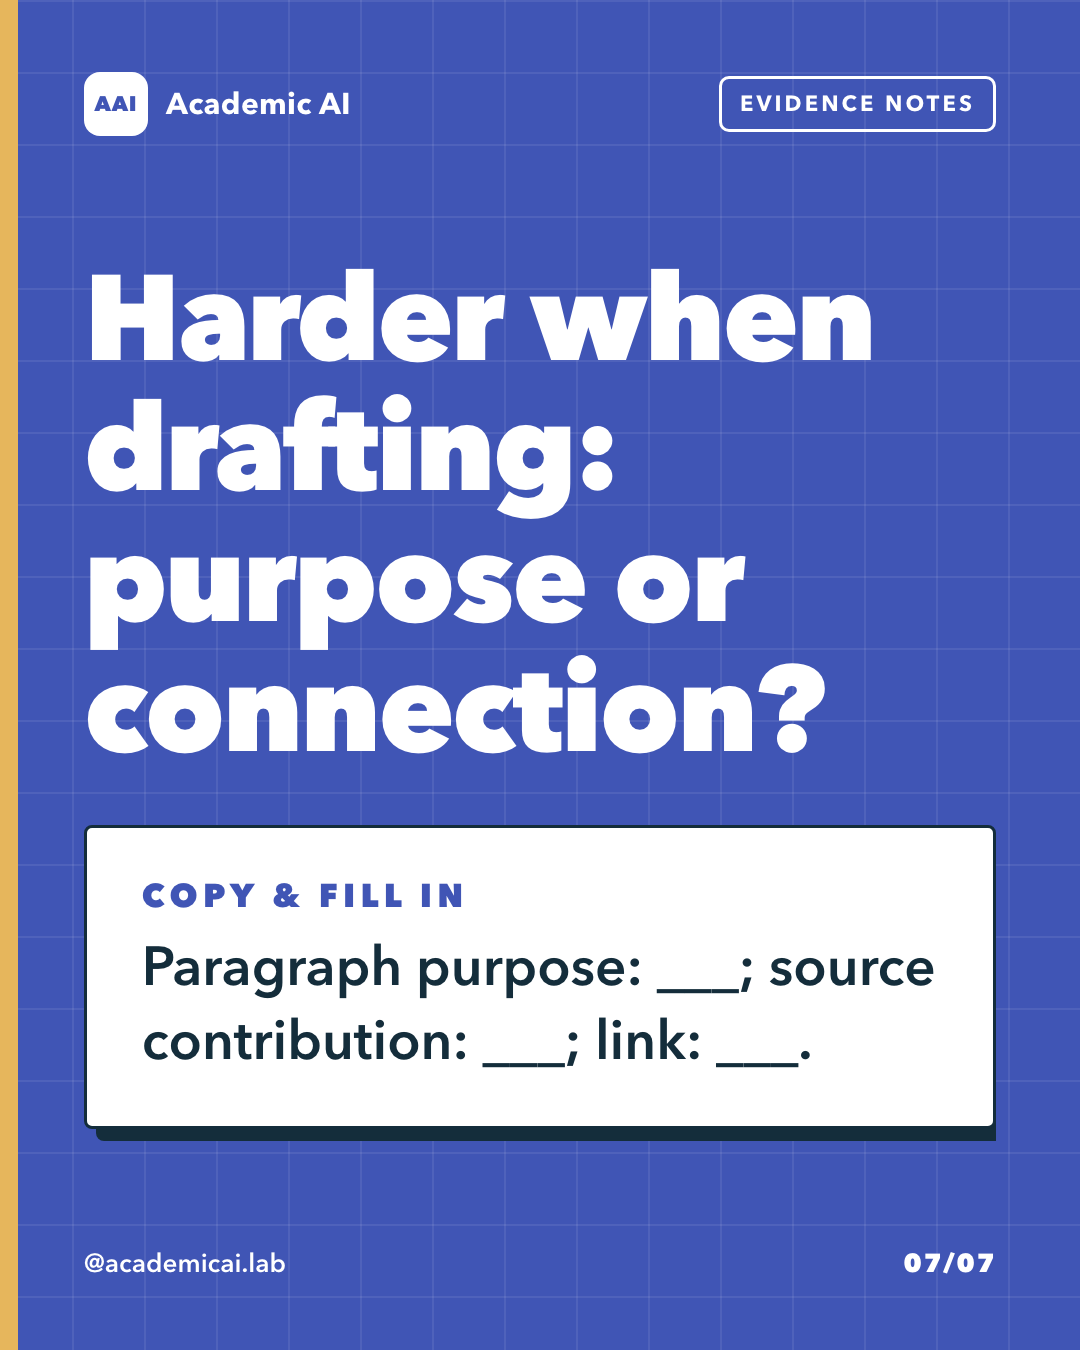 AAI Academic AI
EVIDENCE NOTES
Harder when
drafting:
purpose or
connection?
COPY & FILL IN
Paragraph purpose: ___; source
contribution: ___; link: ___.
@academicai.lab
07/07